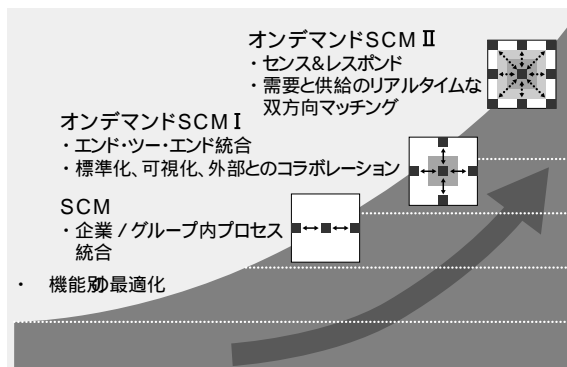 オンデマンドSCM Ⅱ
・センス&レスポンド
・需要と供給のリアルタイムな
双方向マッチング
オンデマンドSCM Ⅰ
・エンド・ツー・エンド統合
・標準化、可視化、外部とのコラボレーション
SCM
・企業 / グループ内プロセス
統合
・ 機能別の最適化